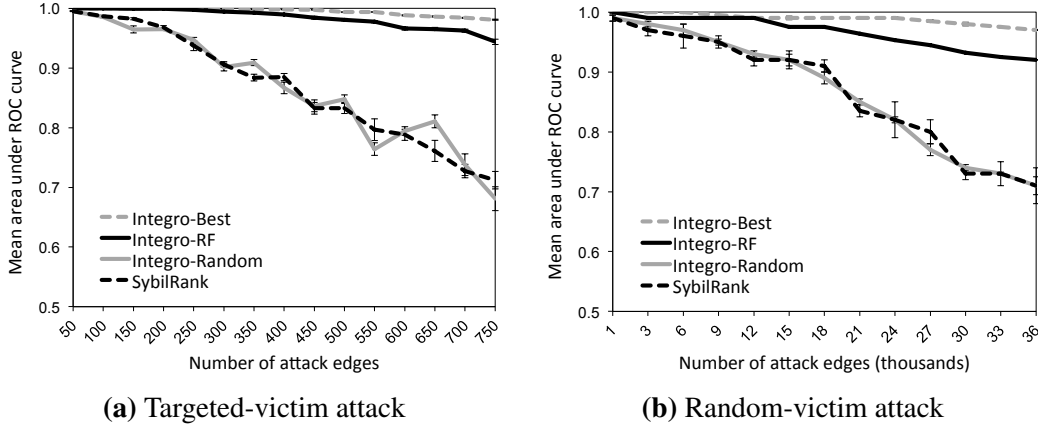 Mean area under ROC curve
1.0
0.9
0.8
0.7
0.6
0.5
Integro-Best
Integro-RF
Integro-Random
SybilRank
50 100 150 200 250 300 350 400 450 500 550 600 650 700 750
Number of attack edges
(a) Targeted-victim attack
Mean area under ROC curve
1.0
0.9
0.8
0.7
0.6
0.5
Integro-Best
Integro-RF
Integro-Random
SybilRank
1 3 6 9 12 15 18 21 24 27 30 33 36
Number of attack edges (thousands)
(b) Random-victim attack